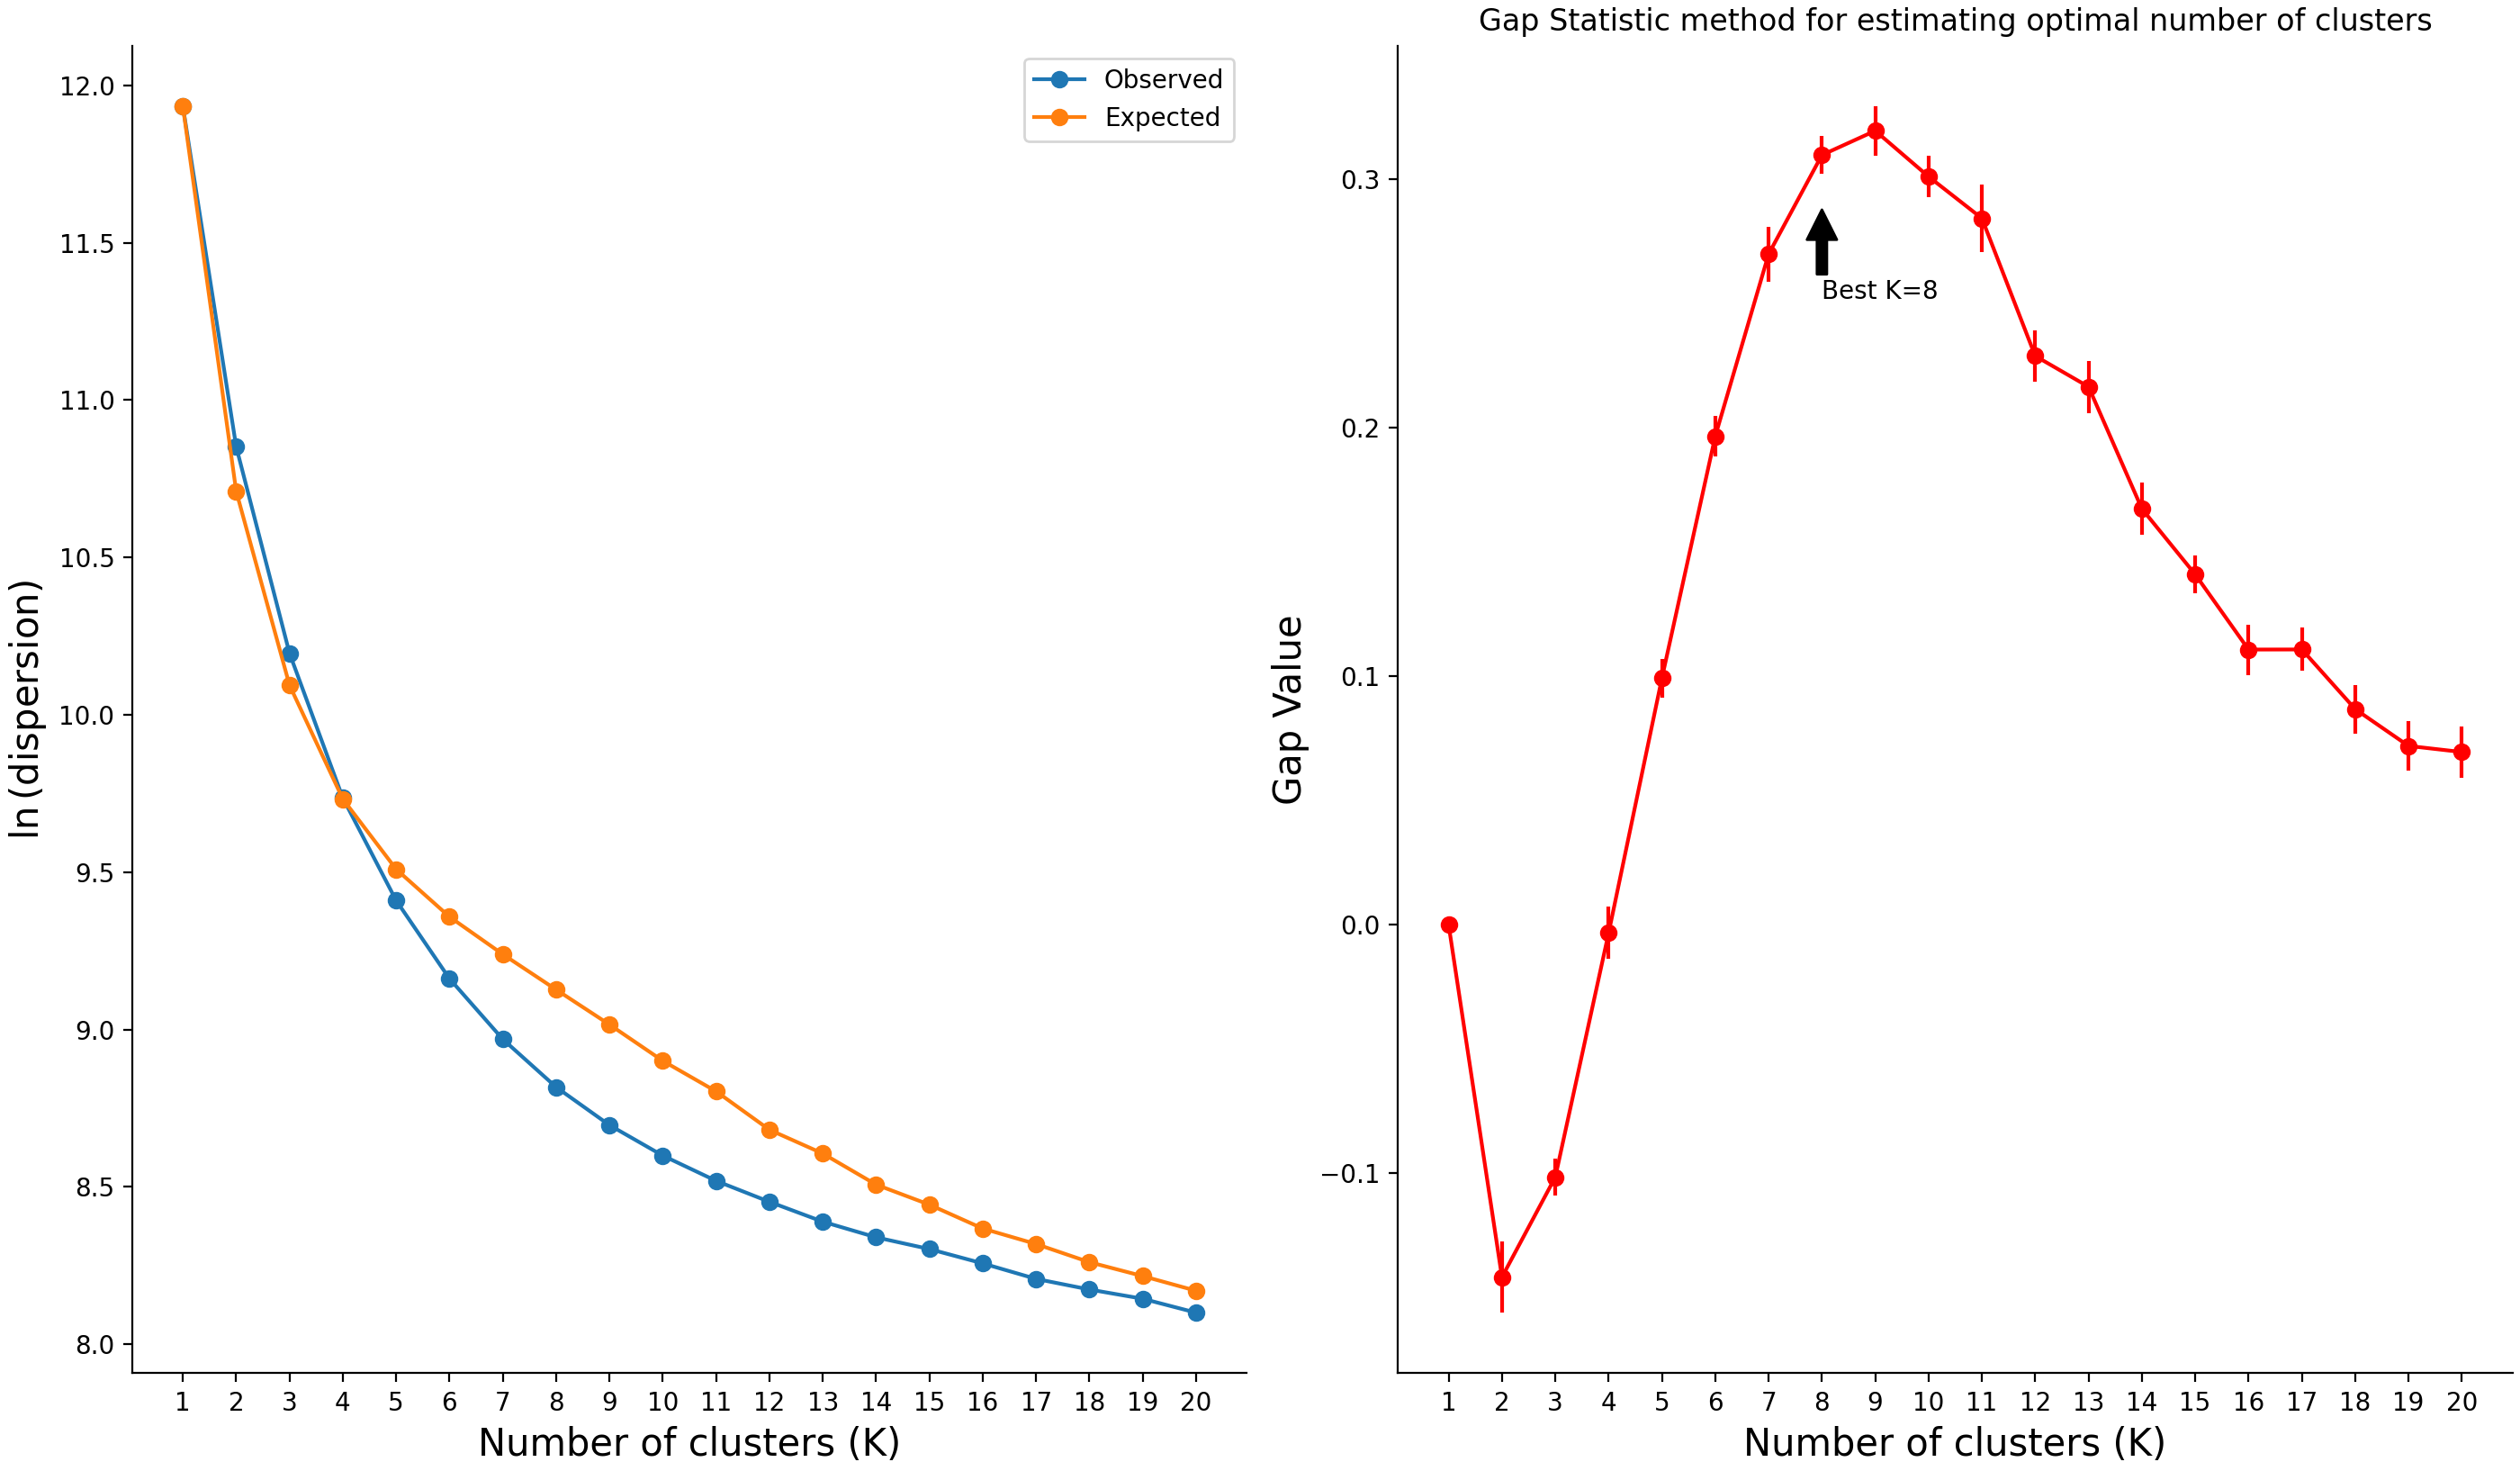 12.0
11.5
11.0
10.5
10.0
9.5
9.0
8.5
8.0
ln (dispersion)
1 2 3 4 5 6 7 8 9 10 11 12 13 14 15 16 17 18 19 20
Number of clusters (K)
Observed
Expected
Gap Statistic method for estimating optimal number of clusters
0.3
0.2
0.1
0.0
−0.1
Gap Value
Best K=8
1 2 3 4 5 6 7 8 9 10 11 12 13 14 15 16 17 18 19 20
Number of clusters (K)